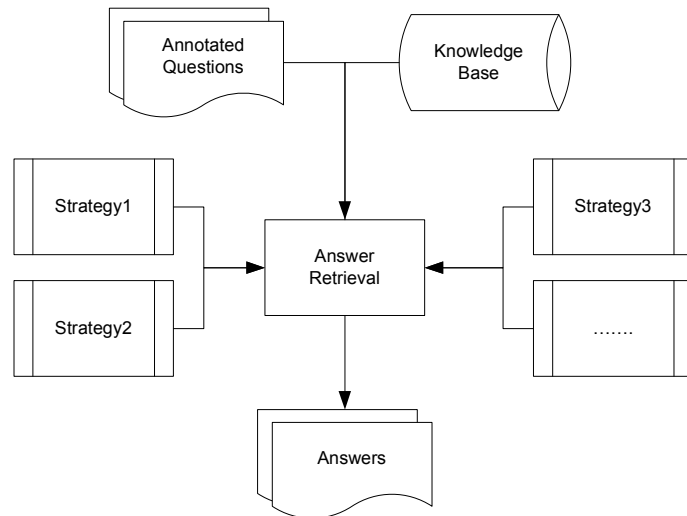 Annotated
Questions
Knowledge
Base
Strategy1
Strategy3
Answer
Retrieval
Strategy2
.......
Answers